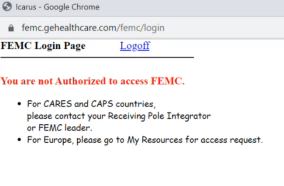 Icarus - Google Chrome
femc.gehealthcare.com/femc/login
FEMC Login Page Logoff
You are not Authorized to access FEMC.
• For CARES and CAPS countries,
please contact your Receiving Pole Integrator
or FEMC leader.
• For Europe, please go to My Resources for access request.